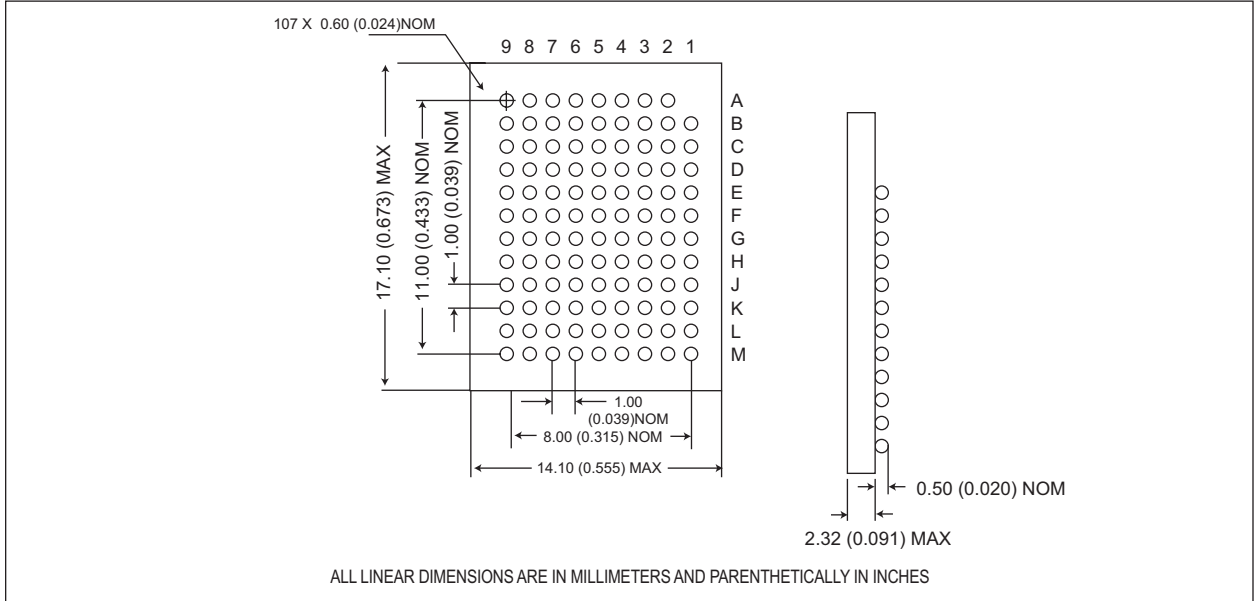 107 X 0.60 (0.024)NOM
9 8 7 6 5 4 3 2 1
A
B
C
D
E
F
G
H
J
K
L
M
17.10 (0.673) MAX
11.00 (0.433) NOM
1.00 (0.039) NOM
1.00
(0.039)NOM
8.00 (0.315) NOM
14.10 (0.555) MAX
0.50 (0.020) NOM
2.32 (0.091) MAX
ALL LINEAR DIMENSIONS ARE IN MILLIMETERS AND PARENTHETICALLY IN INCHES